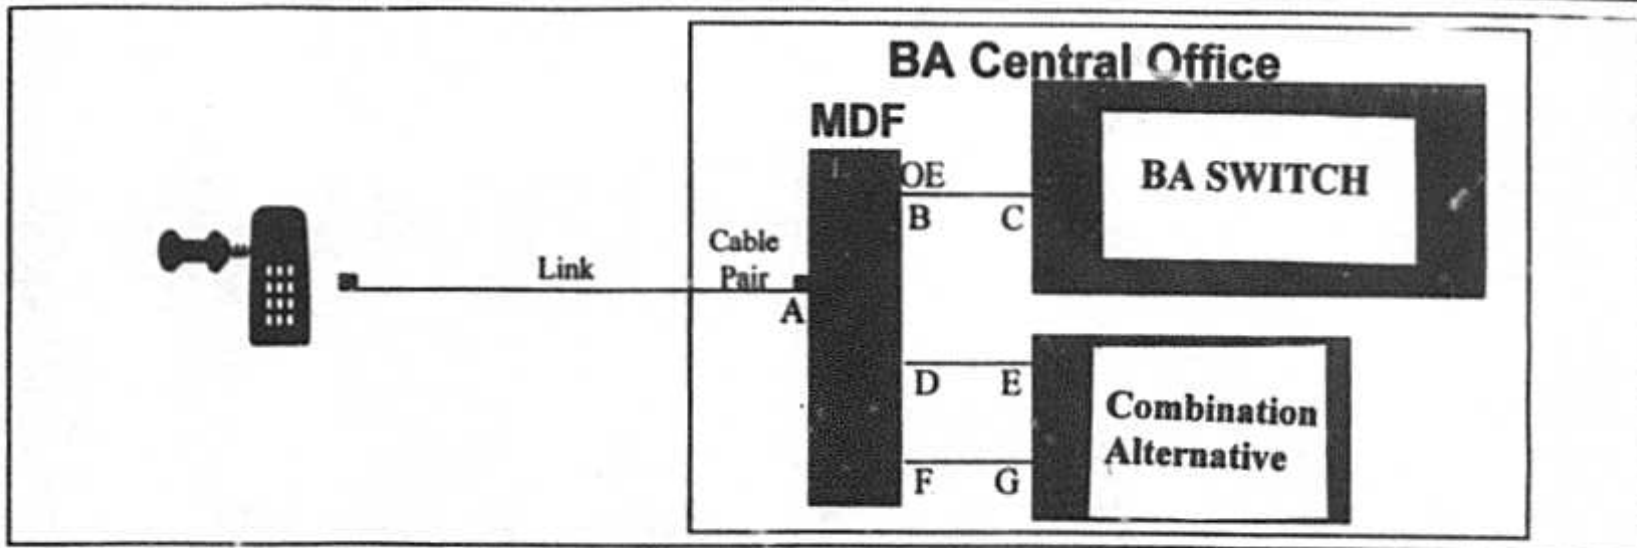 BA Central Office
MDF
OE
BA SWITCH
B C
Cable
Pair
Link
A
D E
Combination
Alternative
F G